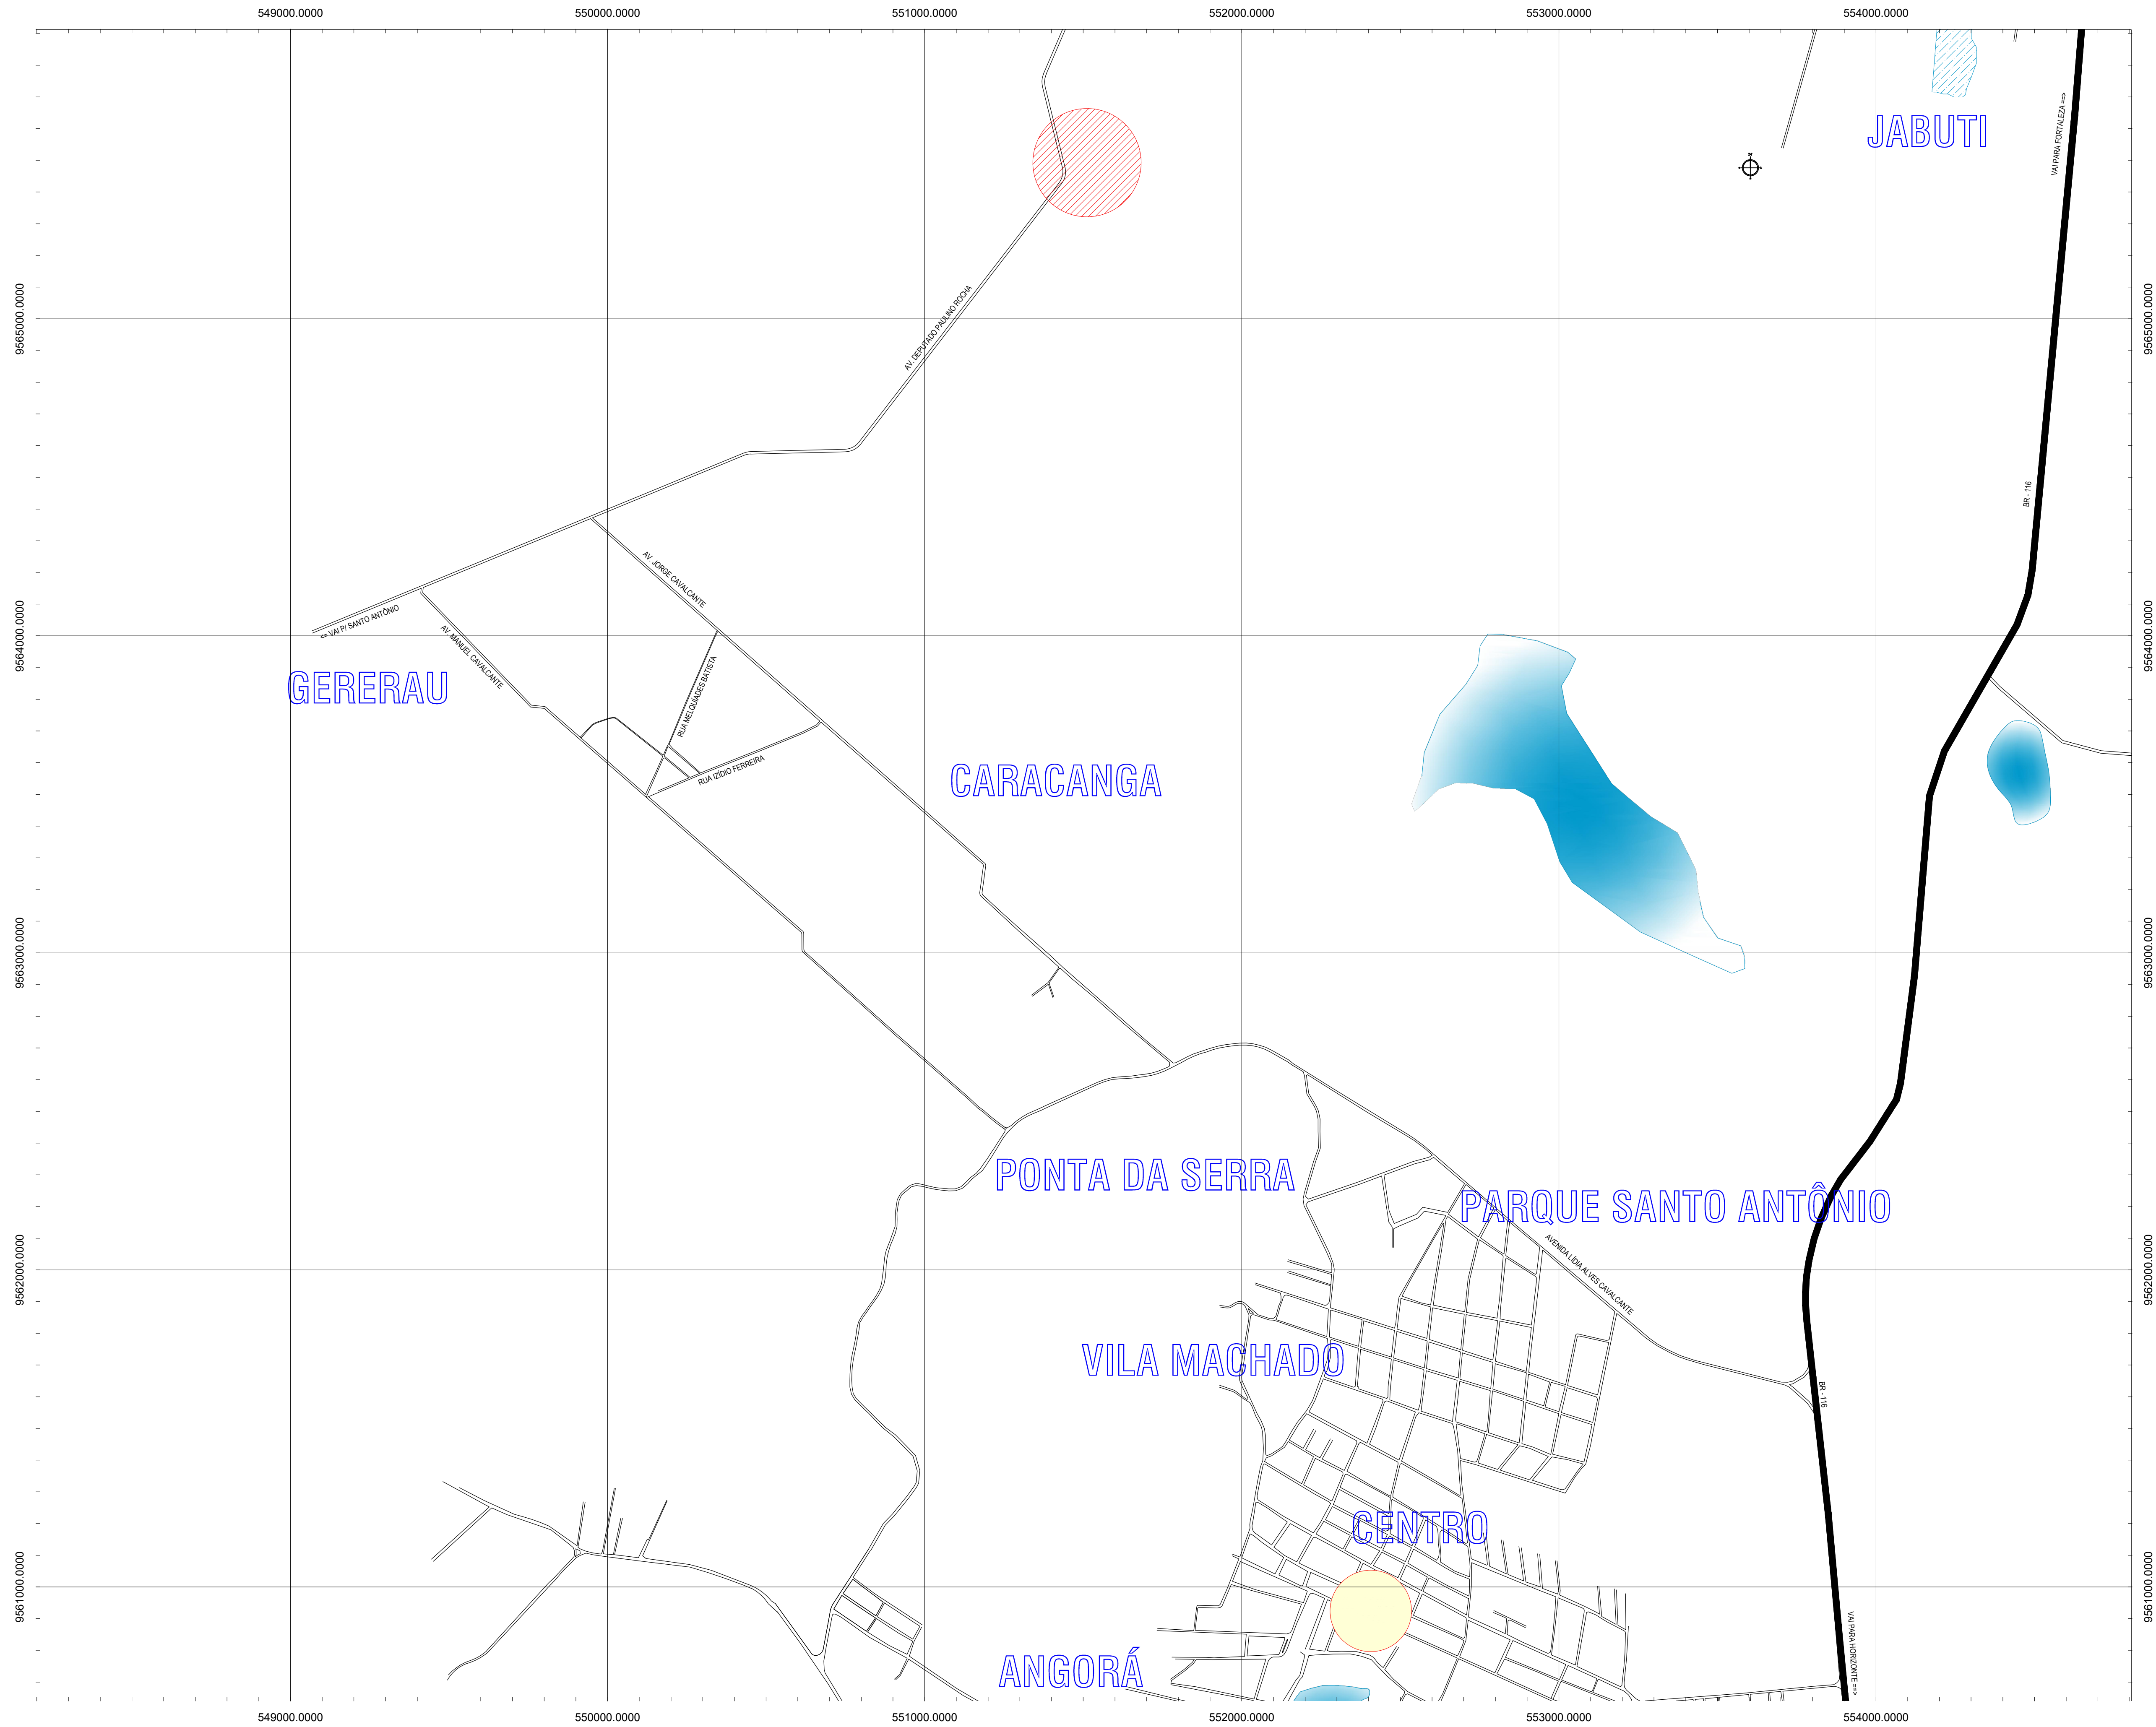 549000.0000 550000.0000 551000.0000 552000.0000 553000.0000 554000.0000
JABUTI
VAI PARA FORTALEZA ==>
N
9565000.0000
9565000.0000
AV. DEPUTADO PAULINO ROCHA
BR - 116
AV. JORGE CAVALCANTE
9564000.0000
9564000.0000
<= VAI P/ SANTO ANTÔNIO
AV. MANUEL CAVALCANTE
RUA MELQUÍADES BATISTA
GERERAU
RUA IZÍDIO FERREIRA
CARACANGA
9563000.0000
9563000.0000
PONTA DA SERRA
PARQUE SANTO ANTÔNIO
AVENIDA LÍDIA ALVES CAVALCANTE
9562000.0000
9562000.0000
VILA MACHADO
BR - 116
CENTRO
9561000.0000
9561000.0000
VAI PARA HORIZONTE ==>
ANGORÁ
549000.0000 550000.0000 551000.0000 552000.0000 553000.0000 554000.0000